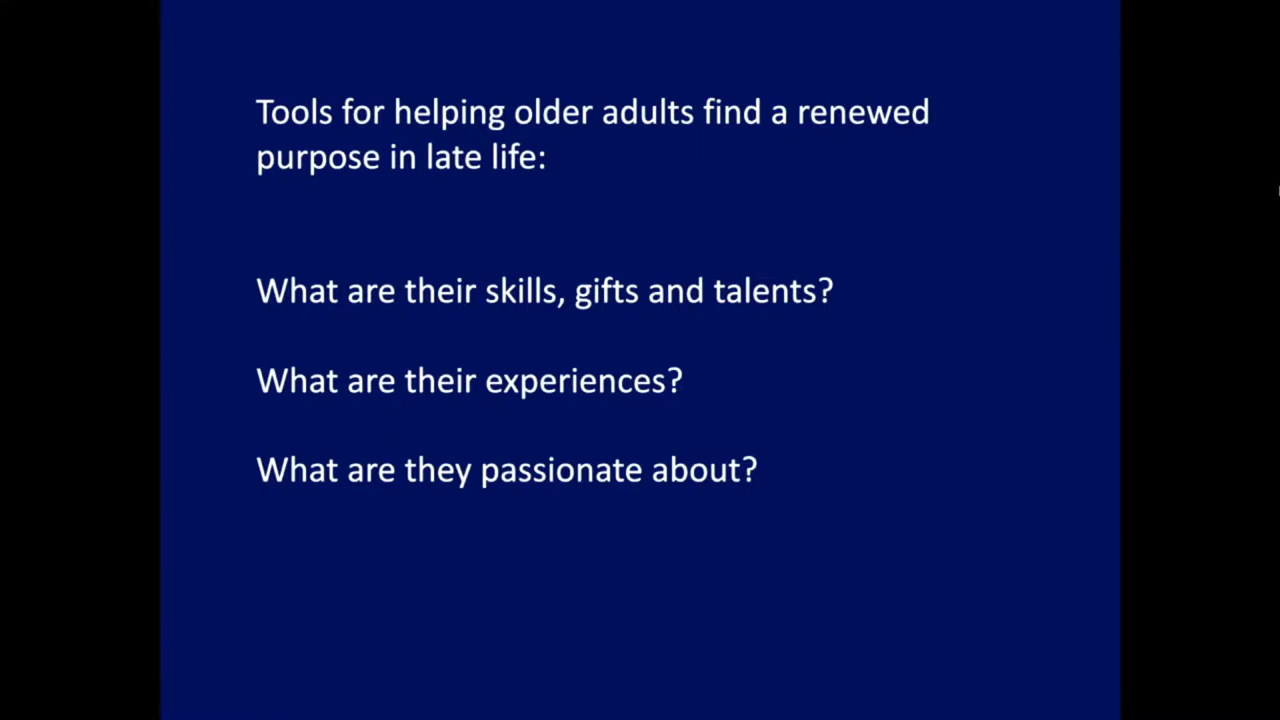 Tools for helping older adults find a renewed
purpose in late life:
What are their skills, gifts and talents?
What are their experiences?
What are they passionate about?